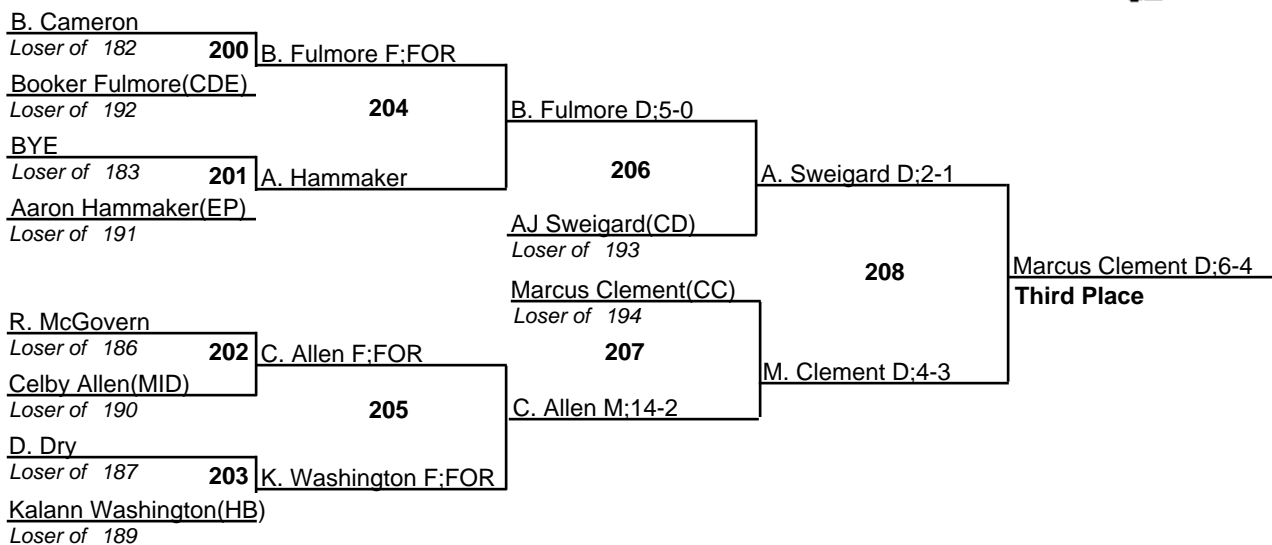 B. Cameron
Loser of 182
200
B. Fulmore F;FOR
Booker Fulmore(CDE)
Loser of 192
204
B. Fulmore D;5-0
BYE
Loser of 183
201
A. Hammaker
206
A. Sweigard D;2-1
Aaron Hammaker(EP)
Loser of 191
AJ Sweigard(CD)
Loser of 193
208
Marcus Clement D;6-4
Third Place
Marcus Clement(CC)
Loser of 194
R. McGovern
Loser of 186
202
C. Allen F;FOR
207
M. Clement D;4-3
Celby Allen(MID)
Loser of 190
205
C. Allen M;14-2
D. Dry
Loser of 187
203
K. Washington F;FOR
Kalann Washington(HB)
Loser of 189